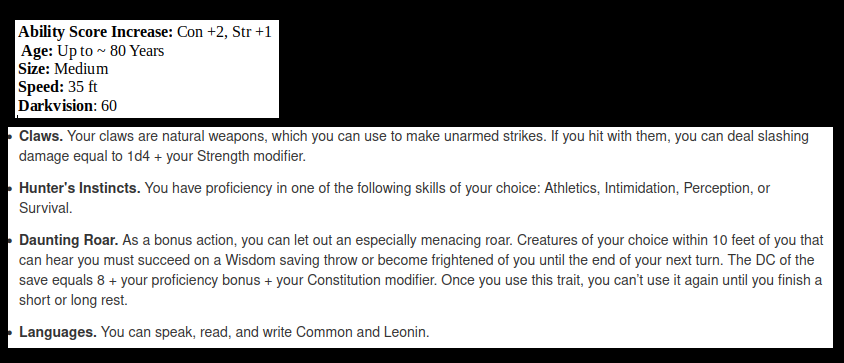 Ability Score Increase: Con +2, Str +1
Age: Up to ~ 80 Years
Size: Medium
Speed: 35 ft
Darkvision: 60
• Claws. Your claws are natural weapons, which you can use to make unarmed strikes. If you hit with them, you can deal slashing
damage equal to 1d4 + your Strength modifier.
• Hunter's Instincts. You have proficiency in one of the following skills of your choice: Athletics, Intimidation, Perception, or
Survival.
• Daunting Roar. As a bonus action, you can let out an especially menacing roar. Creatures of your choice within 10 feet of you that
can hear you must succeed on a Wisdom saving throw or become frightened of you until the end of your next turn. The DC of the
save equals 8 + your proficiency bonus + your Constitution modifier. Once you use this trait, you can't use it again until you finish a
short or long rest.
• Languages. You can speak, read, and write Common and Leonin.